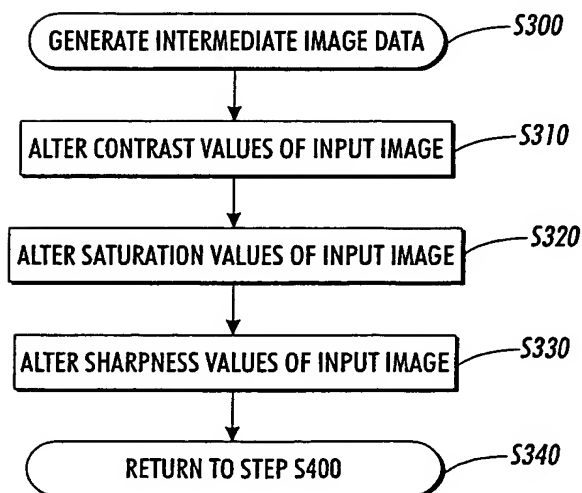 GENERATE INTERMEDIATE IMAGE DATA
S300
ALTER CONTRAST VALUES OF INPUT IMAGE
S310
ALTER SATURATION VALUES OF INPUT IMAGE
S320
ALTER SHARPNESS VALUES OF INPUT IMAGE
S330
RETURN TO STEP S400
S340